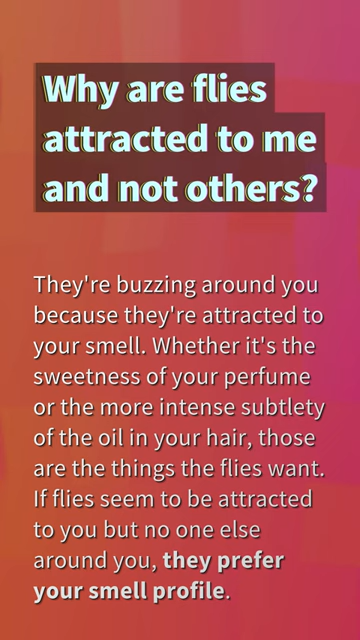 Why are flies
attracted to me
and not others?
They're buzzing around you
because they're attracted to
your smell. Whether it's the
sweetness of your perfume
or the more intense subtlety
of the oil in your hair, those
are the things the flies want.
If flies seem to be attracted
to you but no one else
around you, they prefer
your smell profile.